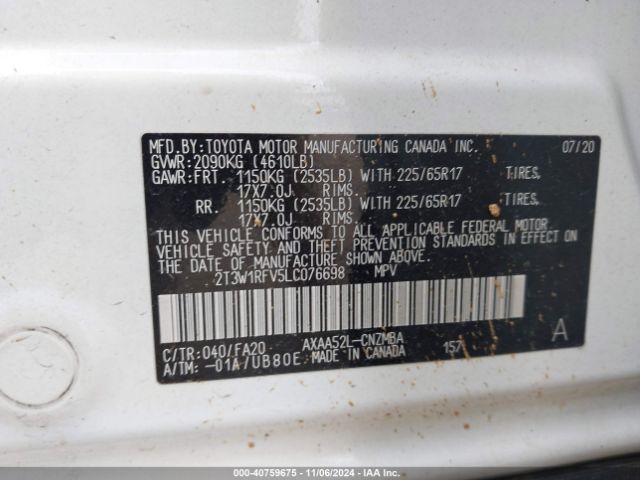 MFD.BY:TOYOTA MOTOR MANUFACTURING CANADA INC. 07/20
GVWR:2090KG (4610LB)
GAWR:FRT. 1150KG (2535LB) WITH 225/65R17 TIRES,
17X7.0J RIMS.
RR. 1150KG (2535LB) WITH 225/65R17 TIRES,
17X7.0J RIMS.
THIS VEHICLE CONFORMS TO ALL APPLICABLE FEDERAL MOTOR
VEHICLE SAFETY AND THEFT PREVENTION STANDARDS IN EFFECT
ON THE DATE OF MANUFACTURE SHOWN ABOVE.
2T3W1RFV5LC076698 MPV
C/TR:040/FA20 AXAA52L-CNZMBA 157 A
A/TM: -01A/UB80E MADE IN CANADA
000-40759675 - 11/06/2024 - IAA Inc.